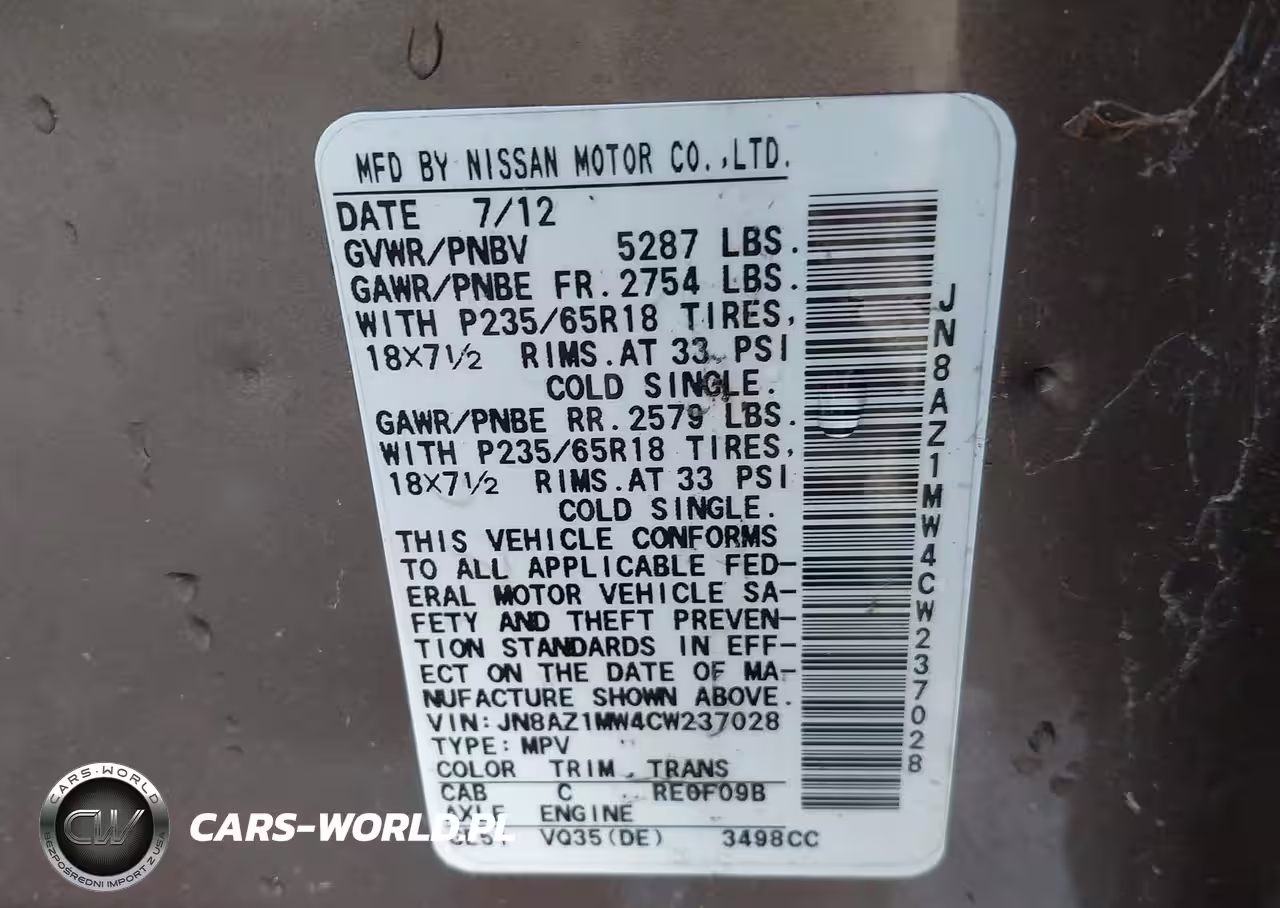 MFD BY NISSAN MOTOR CO.,LTD.
DATE 7/12
GVWR/PNBV 5287 LBS.
GAWR/PNBE FR.2754 LBS.
WITH P235/65R18 TIRES,
18×7½ RIMS.AT 33 PSI
COLD SINGLE.
GAWR/PNBE RR.2579 LBS.
WITH P235/65R18 TIRES,
18×7½ RIMS.AT 33 PSI
COLD SINGLE.
THIS VEHICLE CONFORMS
TO ALL APPLICABLE FED-
ERAL MOTOR VEHICLE SA-
FETY AND THEFT PREVEN-
TION STANDARDS IN EFF-
ECT ON THE DATE OF MA-
NUFACTURE SHOWN ABOVE.
VIN:JN8AZ1MW4CW237028
TYPE:MPV
COLOR TRIM TRANS
CAB C RE0F09B
AXLE ENGINE
VQ35(DE) 3498CC
JN8AZ1MW4CW237028
CARS-WORLD
CW
BEZPOŚREDNI IMPORT Z USA
CARS-WORLD.PL